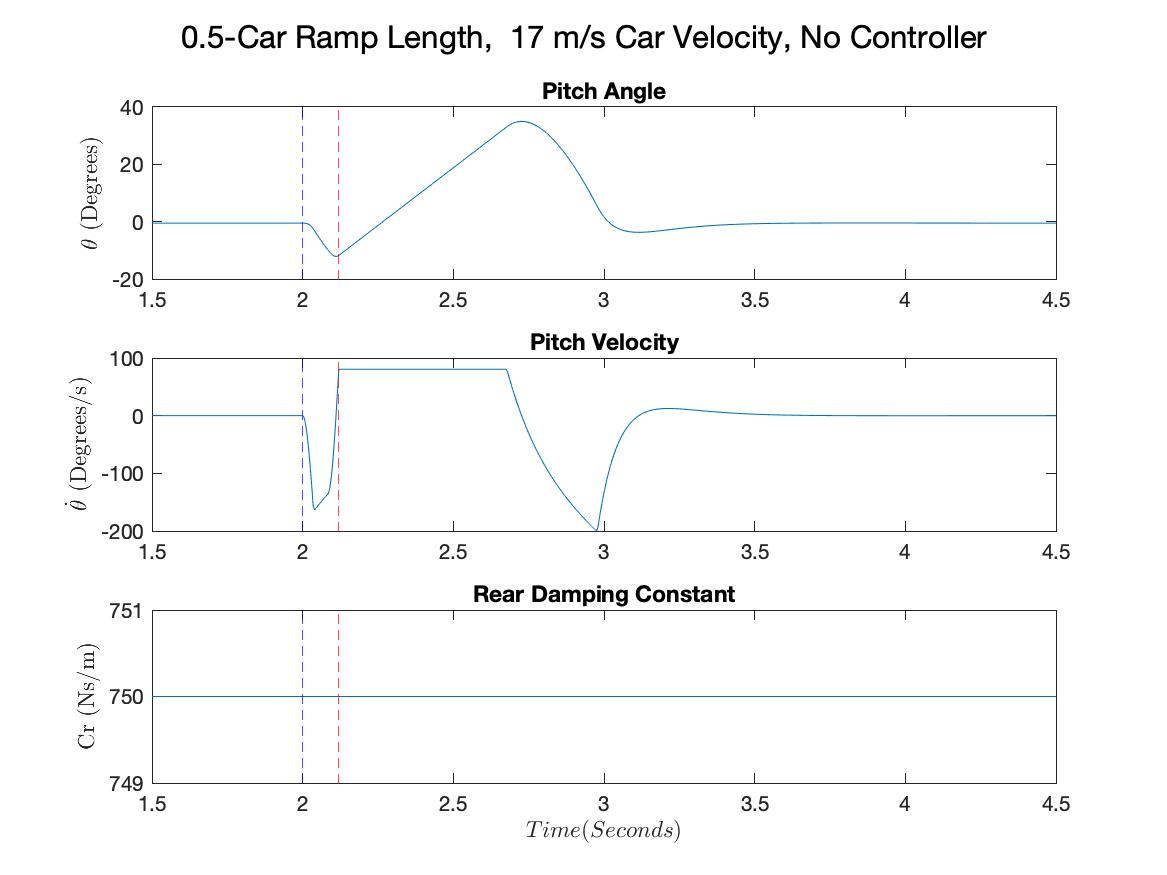 0.5-Car Ramp Length,  17 m/s Car Velocity, No Controller
Pitch Angle
θ (Degrees)
40
20
0
-20
1.5 2 2.5 3 3.5 4 4.5
Pitch Velocity
θ̇ (Degrees/s)
100
0
-100
-200
1.5 2 2.5 3 3.5 4 4.5
Rear Damping Constant
Cr (Ns/m)
751
750
749
1.5 2 2.5 3 3.5 4 4.5
Time(Seconds)